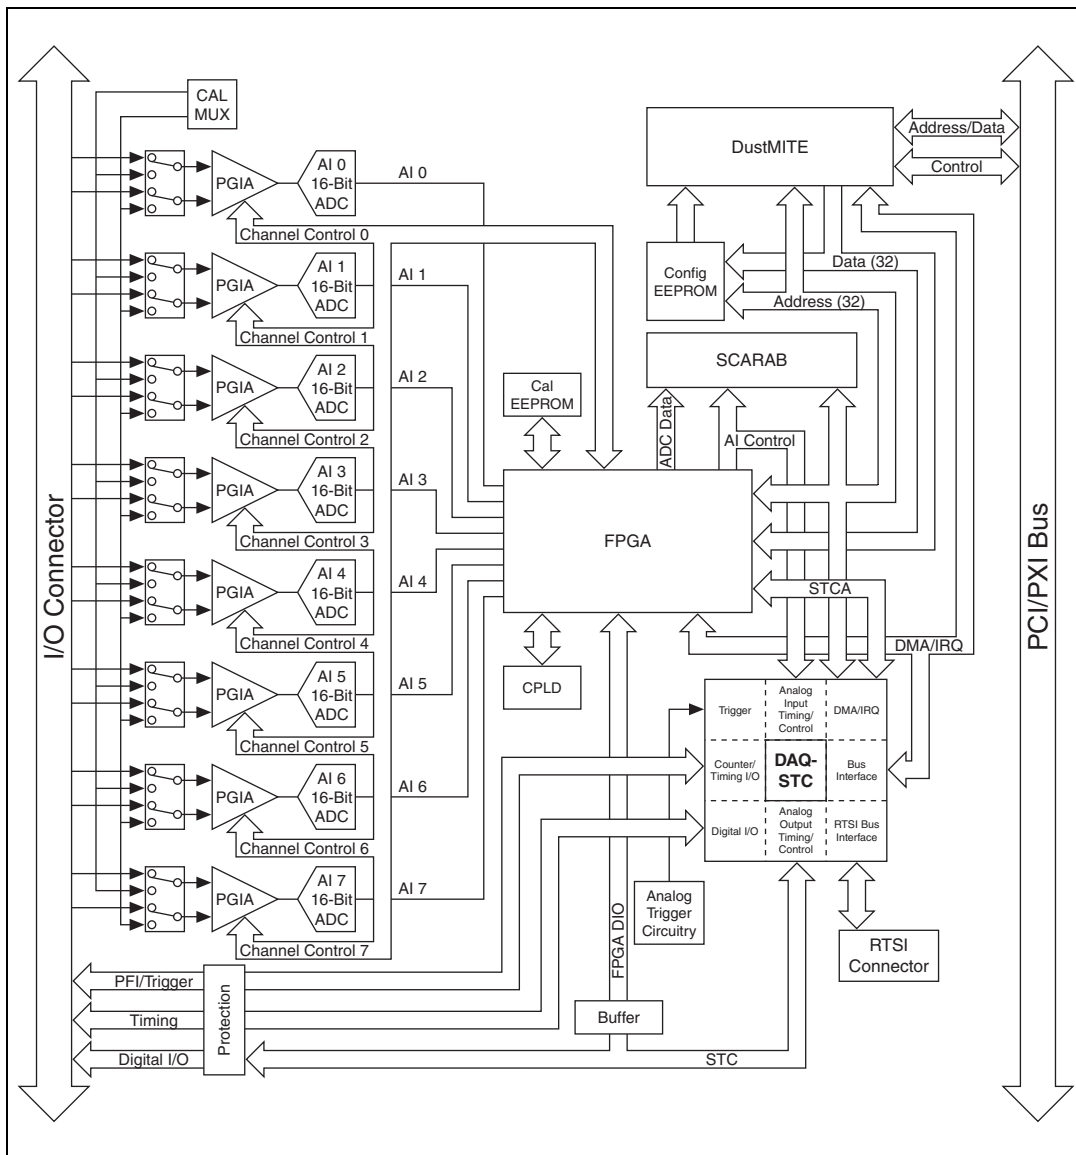 CAL
MUX
DustMITE
Address/Data
Control
AI 0
16-Bit
ADC
PGIA
AI 0
Channel Control 0
AI 1
16-Bit
ADC
PGIA
AI 1
Channel Control 1
Config
EEPROM
Data (32)
Address (32)
AI 2
16-Bit
ADC
PGIA
AI 2
Channel Control 2
SCARAB
Cal
EEPROM
ADC Data
AI Control
AI 3
16-Bit
ADC
PGIA
AI 3
Channel Control 3
FPGA
I/O Connector
PCI/PXI Bus
AI 4
16-Bit
ADC
PGIA
AI 4
Channel Control 4
STCA
DMA/IRQ
CPLD
AI 5
16-Bit
ADC
PGIA
AI 5
Channel Control 5
Trigger
Analog
Input
Timing/
Control
DMA/IRQ
Counter/
Timing I/O
DAQ-
STC
Bus
Interface
Digital I/O
Analog
Output
Timing/
Control
RTSI Bus
Interface
AI 6
16-Bit
ADC
PGIA
AI 6
Channel Control 6
AI 7
16-Bit
ADC
PGIA
AI 7
Channel Control 7
Analog
Trigger
Circuitry
RTSI
Connector
FPGA DIO
PFI/Trigger
Timing
Digital I/O
Protection
Buffer
STC